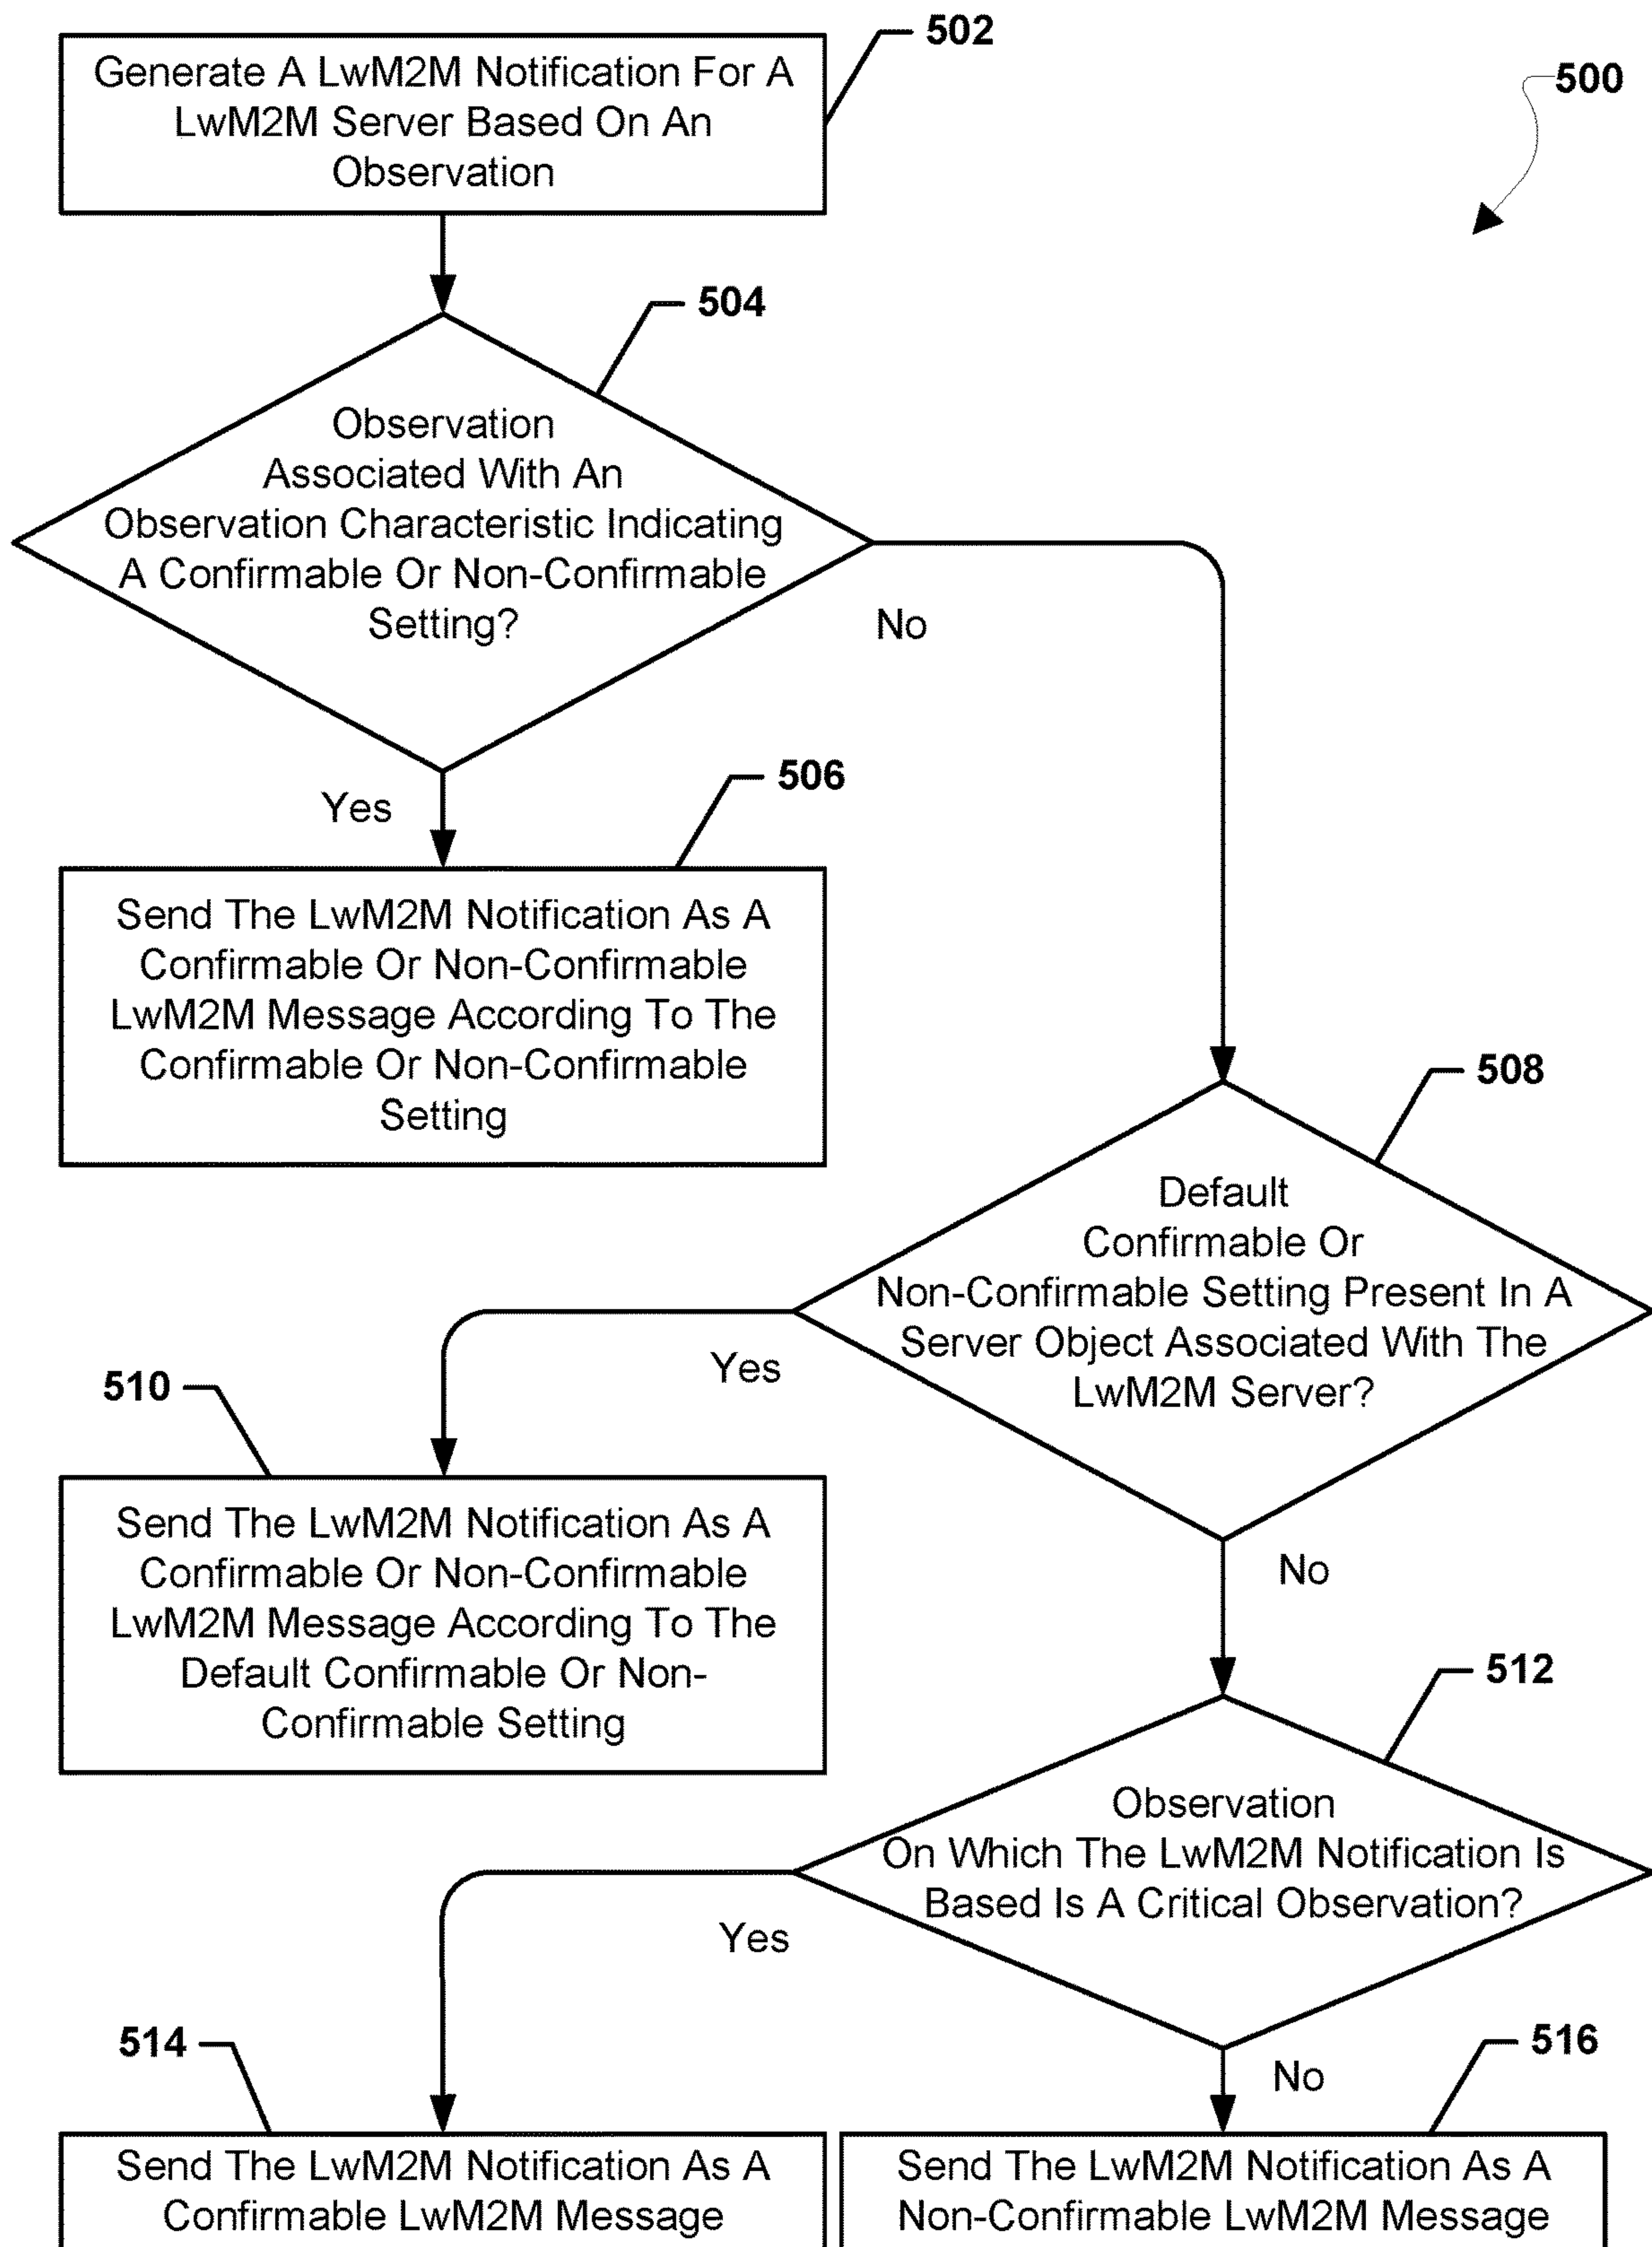 502
Generate A LwM2M Notification For A
LwM2M Server Based On An
Observation
500
504
Observation
Associated With An
Observation Characteristic Indicating
A Confirmable Or Non-Confirmable
Setting?
No
Yes
506
Send The LwM2M Notification As A
Confirmable Or Non-Confirmable
LwM2M Message According To The
Confirmable Or Non-Confirmable
Setting
508
Default
Confirmable Or
Non-Confirmable Setting Present In A
Server Object Associated With The
LwM2M Server?
Yes
510
Send The LwM2M Notification As A
Confirmable Or Non-Confirmable
LwM2M Message According To The
Default Confirmable Or Non-
Confirmable Setting
No
512
Observation
On Which The LwM2M Notification Is
Based Is A Critical Observation?
Yes
514
Send The LwM2M Notification As A
Confirmable LwM2M Message
No
516
Send The LwM2M Notification As A
Non-Confirmable LwM2M Message